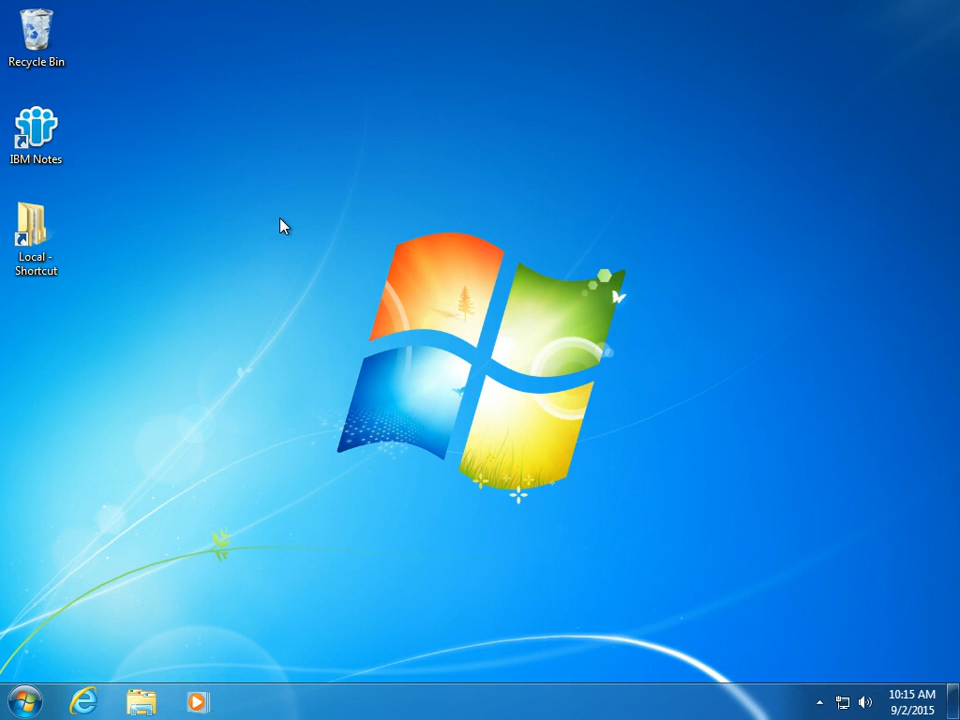 Recycle Bin
IBM Notes
Local -
Shortcut
10:15 AM
9/2/2015